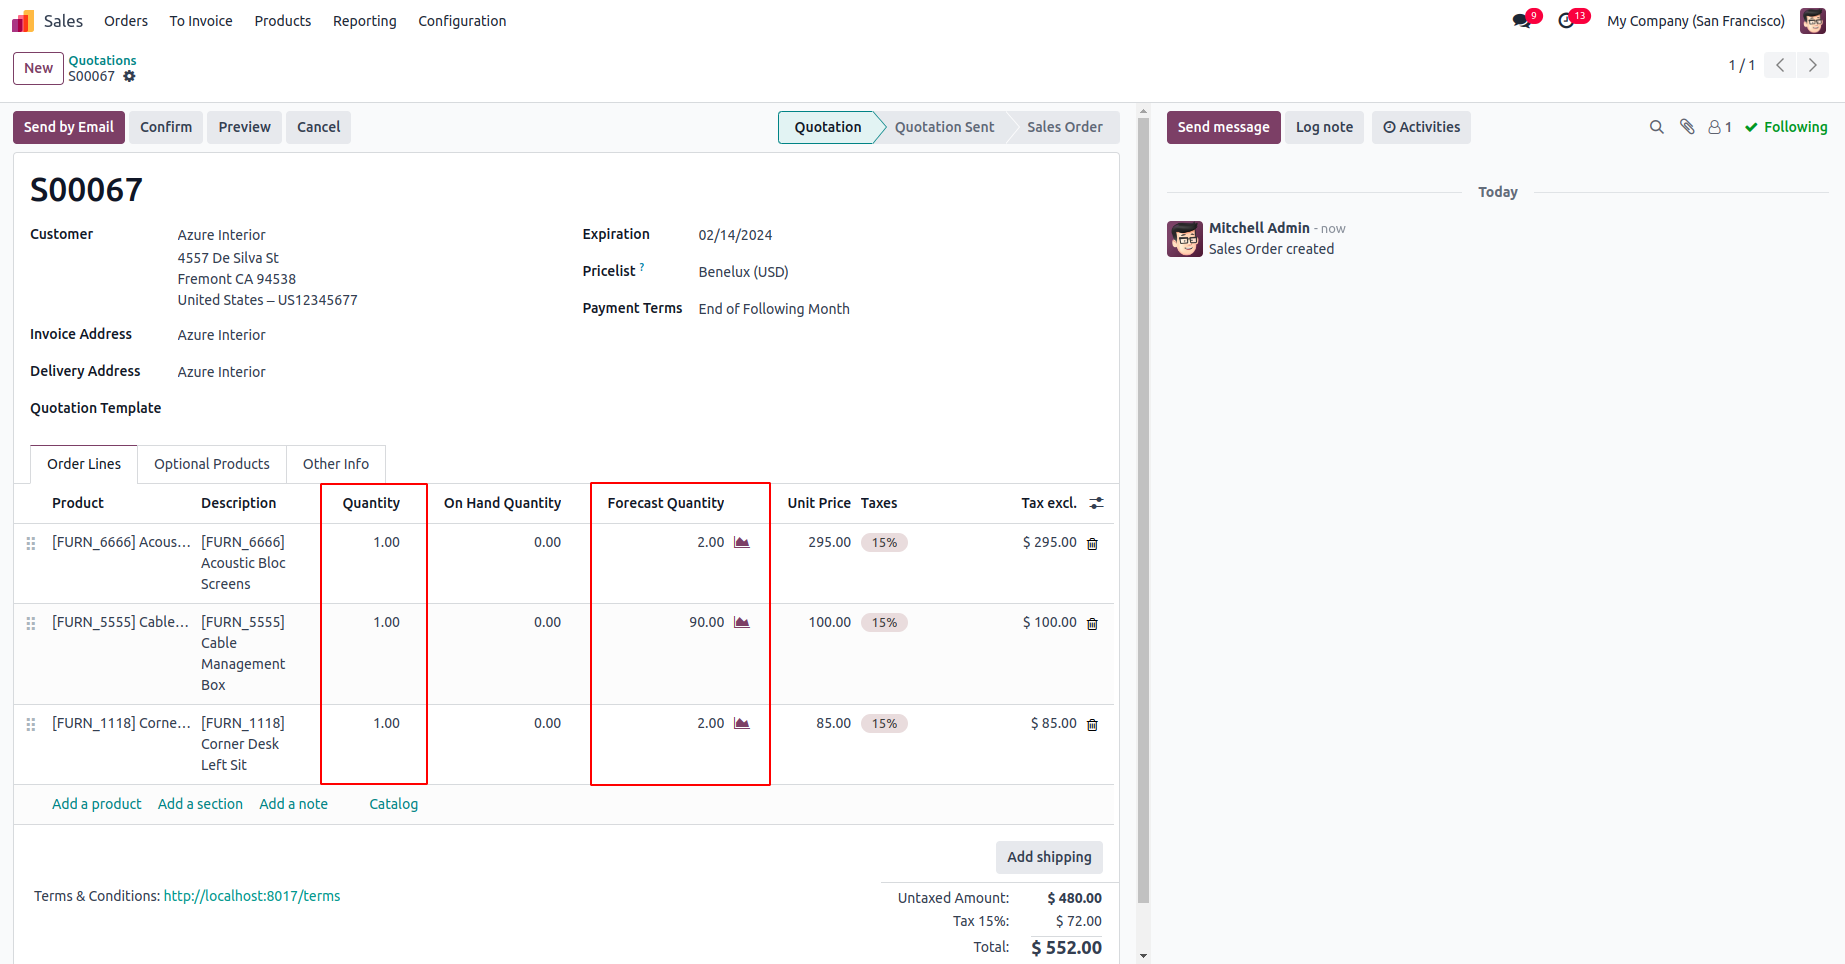 Sales Orders To Invoice Products Reporting Configuration 9 13 My Company (San Francisco)
New Quotations
S00067
1 / 1
Send by Email Confirm Preview Cancel Quotation Quotation Sent Sales Order
Send message Log note Activities 1 Following
S00067
Customer Azure Interior
4557 De Silva St
Fremont CA 94538
United States – US12345677
Expiration 02/14/2024
Pricelist ? Benelux (USD)
Payment Terms End of Following Month
Invoice Address Azure Interior
Delivery Address Azure Interior
Quotation Template
Today
Mitchell Admin - now
Sales Order created
Order Lines Optional Products Other Info
Product Description Quantity On Hand Quantity Forecast Quantity Unit Price Taxes Tax excl.
[FURN_6666] Acous... [FURN_6666] 1.00 0.00 2.00 295.00 15% $ 295.00
Acoustic Bloc
Screens
[FURN_5555] Cable... [FURN_5555] 1.00 0.00 90.00 100.00 15% $ 100.00
Cable
Management
Box
[FURN_1118] Corne... [FURN_1118] 1.00 0.00 2.00 85.00 15% $ 85.00
Corner Desk
Left Sit
Add a product Add a section Add a note Catalog
Add shipping
Terms & Conditions: http://localhost:8017/terms
Untaxed Amount: $ 480.00
Tax 15%: $ 72.00
Total: $ 552.00